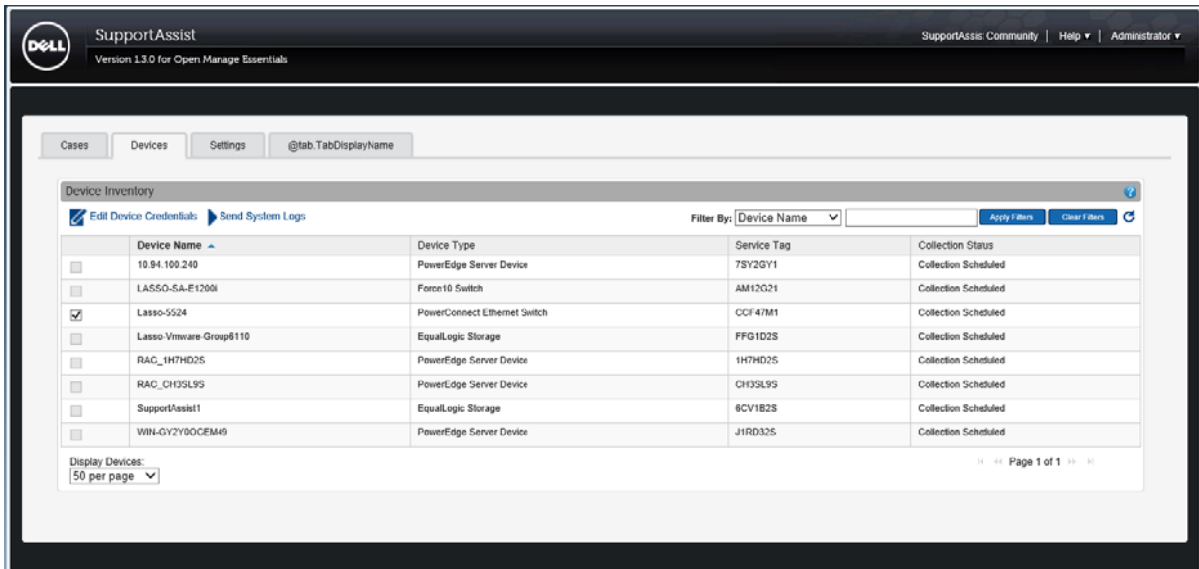 DELL
SupportAssist
SupportAssis Community | Help ▾ | Administrator ▾
Version 1.3.0 for Open Manage Essentials
Cases Devices Settings @tab.TabDisplayName
Device Inventory
Edit Device Credentials Send System Logs Filter By: Device Name Apply Filters Clear Filters
Device Name Device Type Service Tag Collection Staus
10.94.100.240 PowerEdge Server Device 7SY2GY1 Collection Scheduled
LASSO-SA-E1200i Force10 Switch AM12G21 Collection Scheduled
Lasso-5524 PowerConnect Ethernet Switch CCF47M1 Collection Scheduled
Lasso-Vmware-Group6110 EqualLogic Storage FFG1D2S Collection Scheduled
RAC_1H7HD2S PowerEdge Server Device 1H7HD2S Collection Scheduled
RAC_CH3SL9S PowerEdge Server Device CH3SL9S Collection Scheduled
SupportAssist1 EqualLogic Storage 6CV1B2S Collection Scheduled
WIN-GY2Y0OCEM49 PowerEdge Server Device J1RD32S Collection Scheduled
Display Devices:
50 per page Page 1 of 1